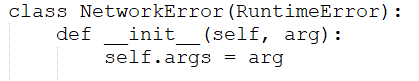 class NetworkError(RuntimeError):
    def __init__(self, arg):
        self.args = arg